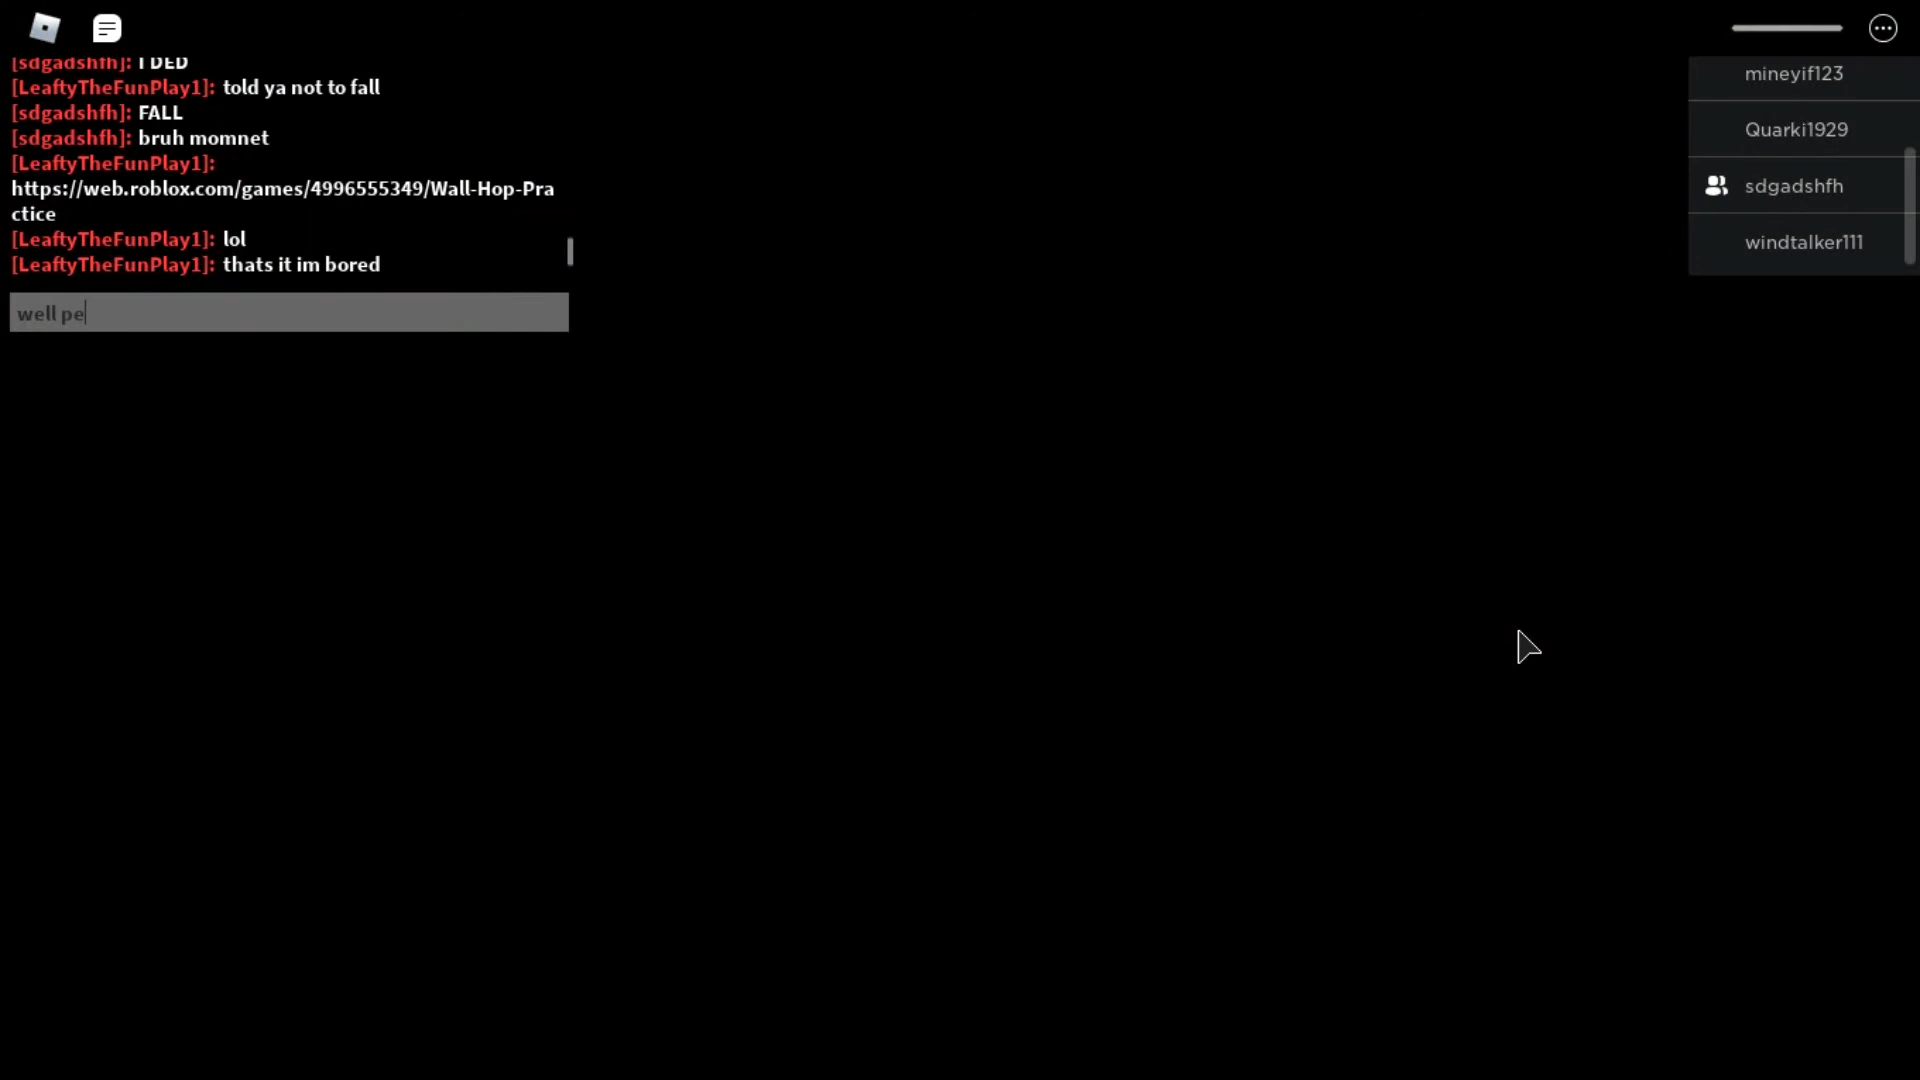 [sdgadshfh]: I DED
[LeaftyTheFunPlay1]: told ya not to fall
[sdgadshfh]: FALL
[sdgadshfh]: bruh momnet
[LeaftyTheFunPlay1]:
https://web.roblox.com/games/4996555349/Wall-Hop-Pra
ctice
[LeaftyTheFunPlay1]: lol
[LeaftyTheFunPlay1]: thats it im bored
well pe
mineyif123
Quarki1929
sdgadshfh
windtalker111